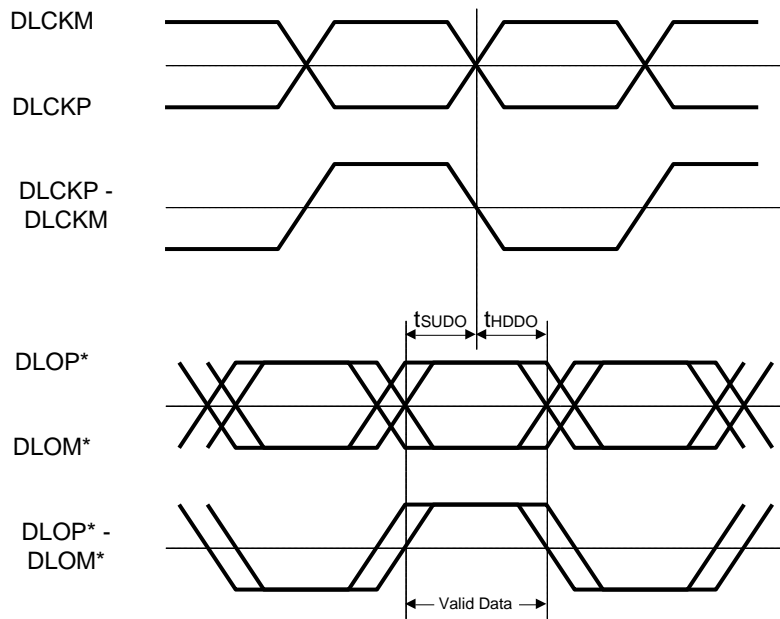 DLCKM
DLCKP
DLCKP -
DLCKM
tSUDO tHDDO
DLOP*
DLOM*
DLOP* -
DLOM*
Valid Data